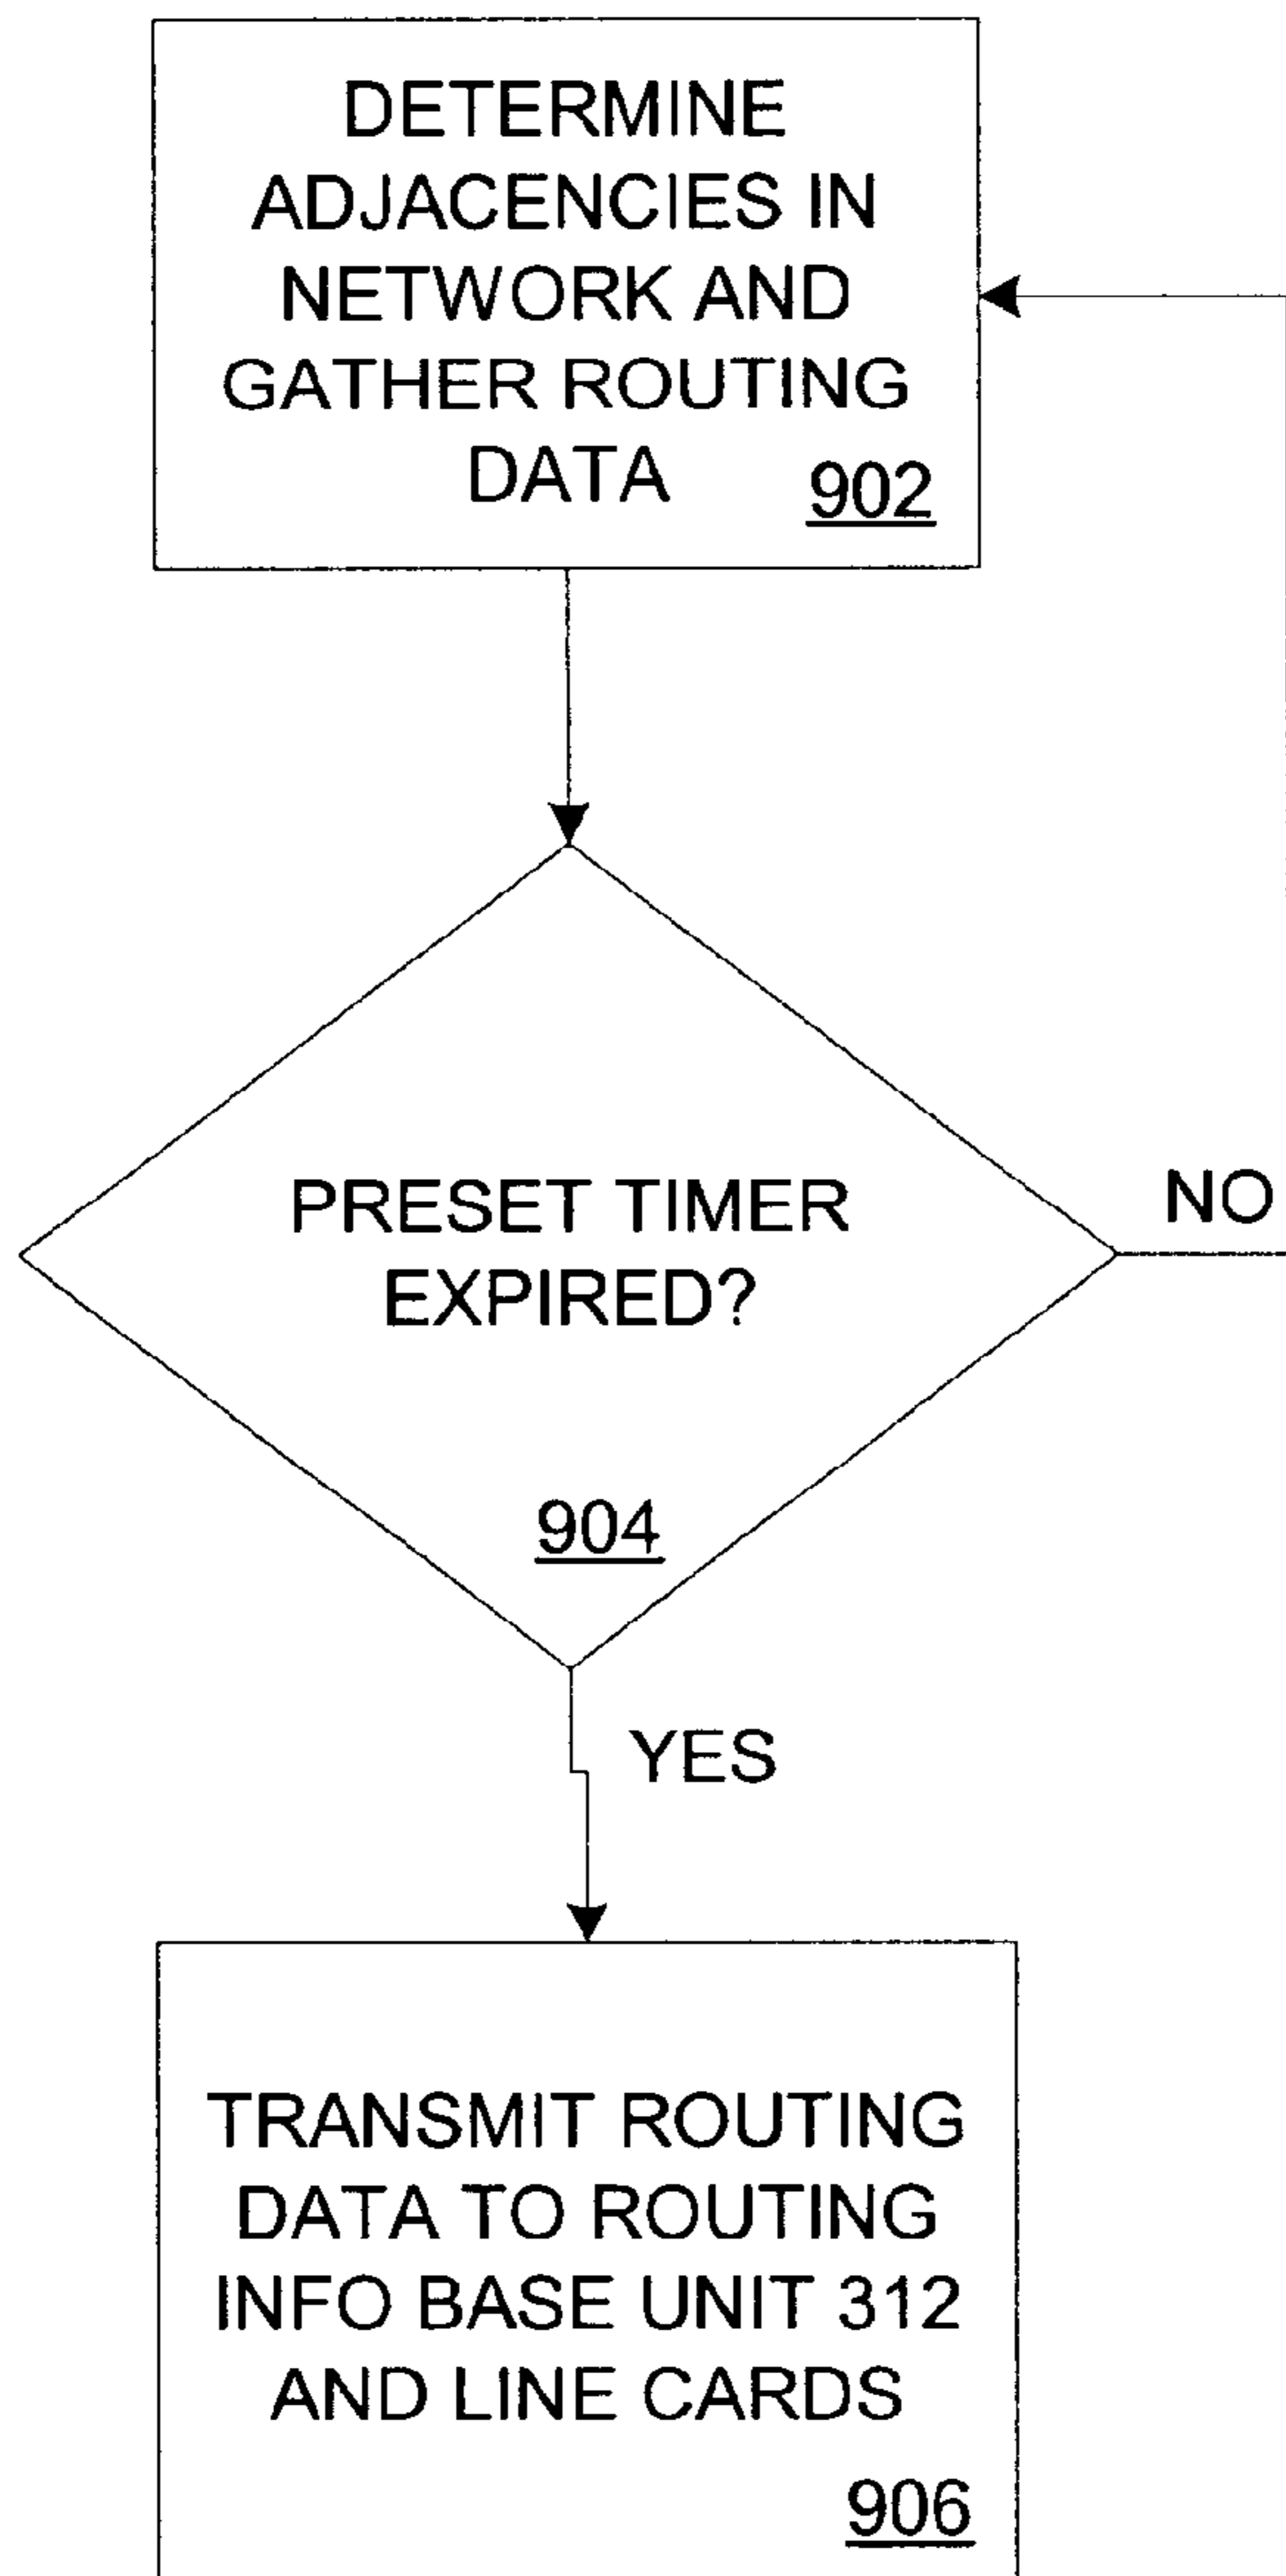 DETERMINE
ADJACENCIES IN
NETWORK AND
GATHER ROUTING
DATA 902
PRESET TIMER
EXPIRED?
NO
904
YES
TRANSMIT ROUTING
DATA TO ROUTING
INFO BASE UNIT 312
AND LINE CARDS
906